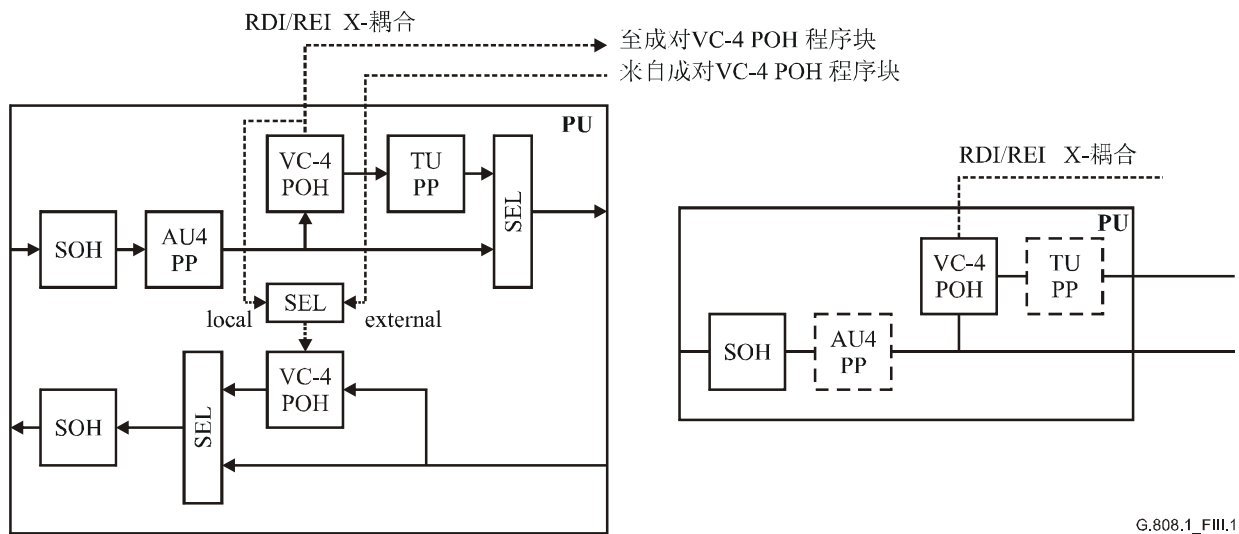 RDI/REI X-耦合
至成对VC-4 POH 程序块
来自成对VC-4 POH 程序块
PU
VC-4
POH
TU
PP
SEL
SOH
AU4
PP
SEL
local
external
VC-4
POH
SEL
SOH
RDI/REI X-耦合
PU
VC-4
POH
TU
PP
SOH
AU4
PP
G.808.1_FIII.1